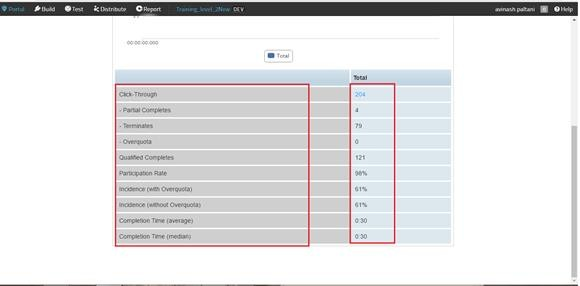 Portal Build Test Distribute Report Training_level_2New DEV avinash paltani 0 Help
00:00:00.000
Total
Total
Click-Through 204
- Partial Completes 4
- Terminates 79
- Overquota 0
Qualified Completes 121
Participation Rate 98%
Incidence (with Overquota) 61%
Incidence (without Overquota) 61%
Completion Time (average) 0:30
Completion Time (median) 0:30